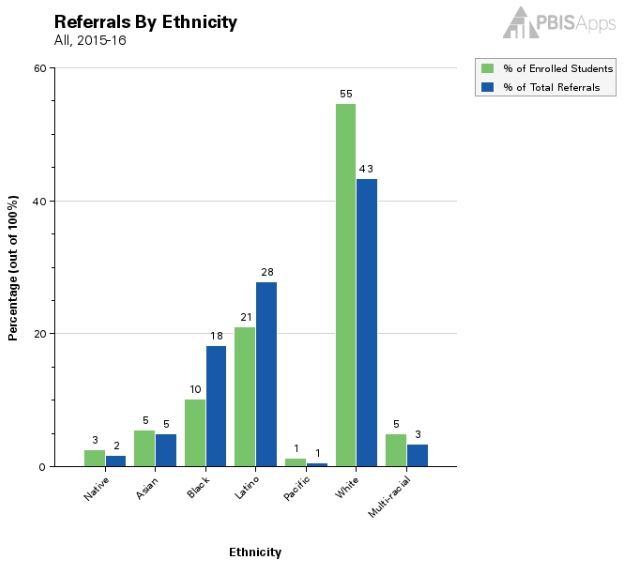 Referrals By Ethnicity
All, 2015-16
PBISApps
% of Enrolled Students
% of Total Referrals
Percentage (out of 100%)
60
40
20
0
3
2
5
5
10
18
21
28
1
1
55
43
5
3
Native
Asian
Black
Latino
Pacific
White
Multi-racial
Ethnicity